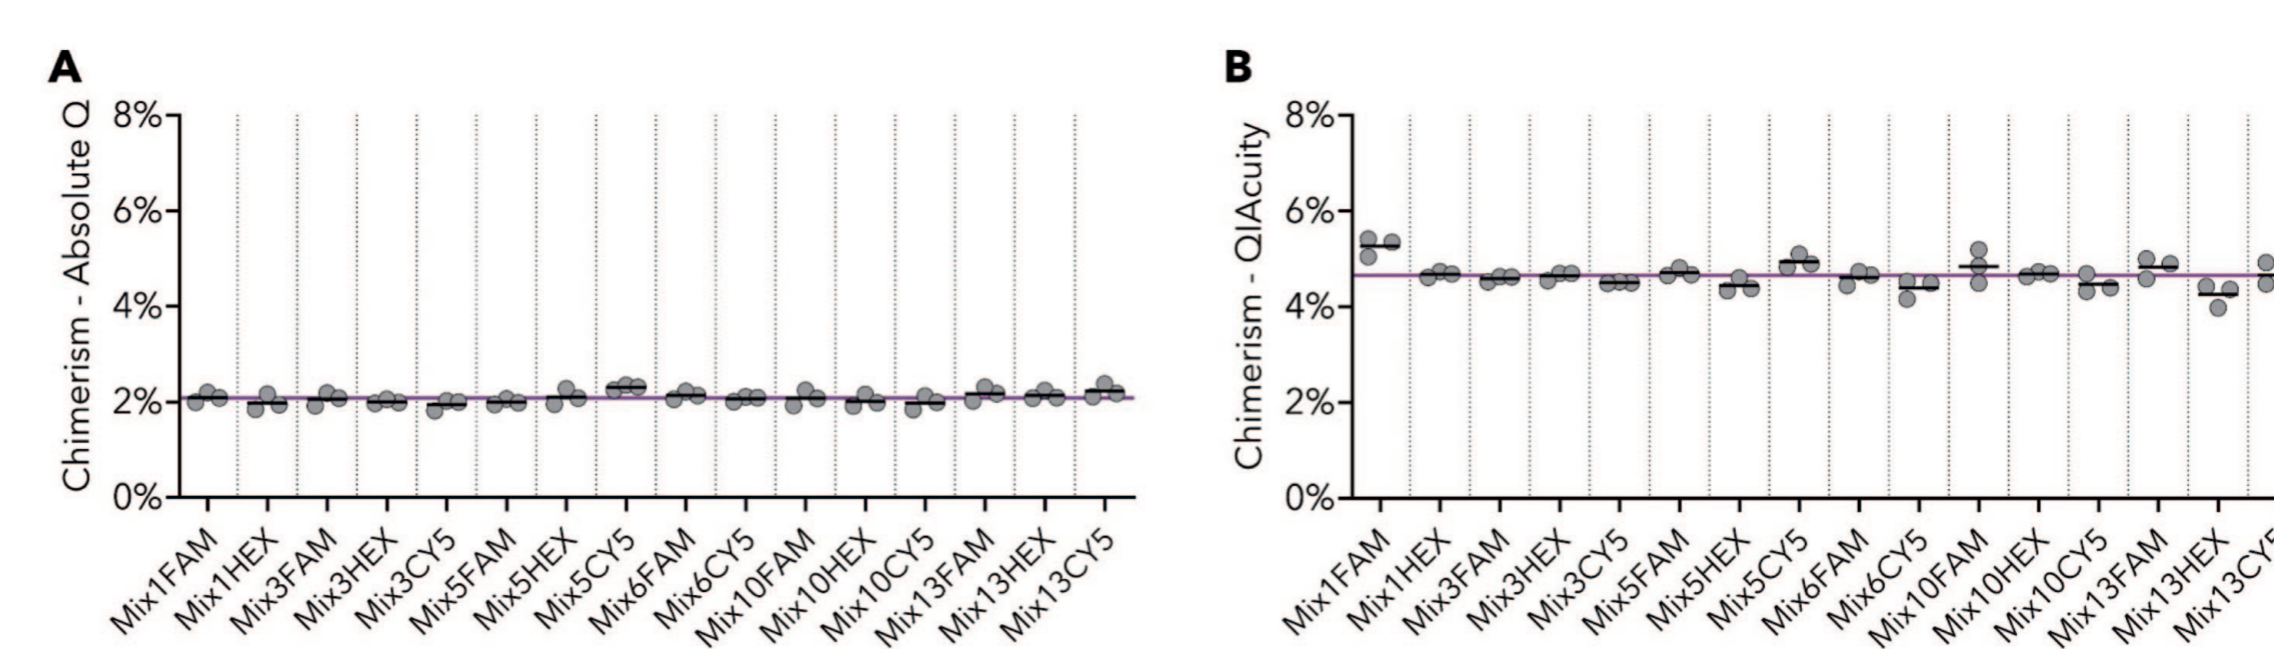 A
Chimerism - Absolute Q
8%
6%
4%
2%
0%
Mix1FAM
Mix1HEX
Mix3FAM
Mix3HEX
Mix3CY5
Mix5FAM
Mix5HEX
Mix5CY5
Mix6FAM
Mix6CY5
Mix10FAM
Mix10HEX
Mix10CY5
Mix13FAM
Mix13HEX
Mix13CY5
B
Chimerism - QIAcuity
8%
6%
4%
2%
0%
Mix1FAM
Mix1HEX
Mix3FAM
Mix3HEX
Mix3CY5
Mix5FAM
Mix5HEX
Mix5CY5
Mix6FAM
Mix6CY5
Mix10FAM
Mix10HEX
Mix10CY5
Mix13FAM
Mix13HEX
Mix13CY5